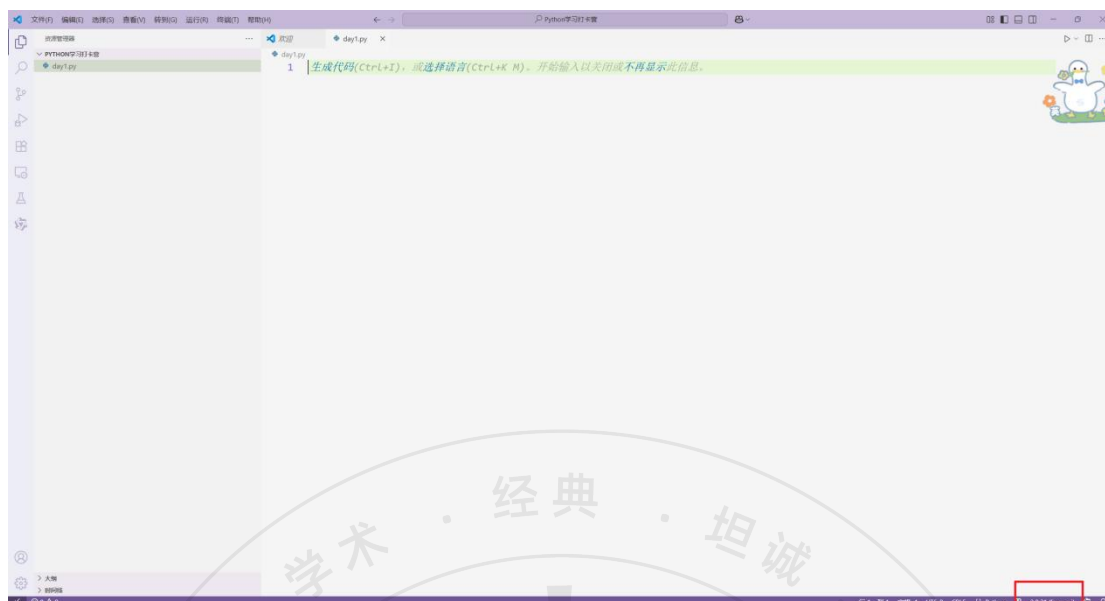 文件(F) 编辑(E) 选择(S) 查看(V) 转到(G) 运行(R) 终端(T) 帮助(H)
Python学习打卡营
资源管理器
欢迎
day1.py
PYTHON学习打卡营
day1.py
day1.py
1
生成代码(Ctrl+I)，或选择语言(Ctrl+K M)。开始输入以关闭或不再显示此信息。
学术 · 经典 · 坦诚
大纲
时间线